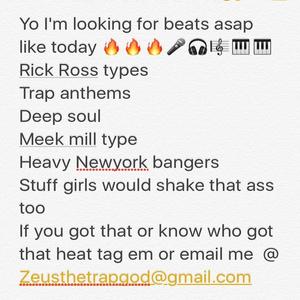 Yo I'm looking for beats asap
like today 🔥🔥🔥🎤🎧🎼🎹🎹
Rick Ross types
Trap anthems
Deep soul
Meek mill type
Heavy Newyork bangers
Stuff girls would shake that ass
too
If you got that or know who got
that heat tag em or email me  @
Zeusthetrapgod@gmail.com